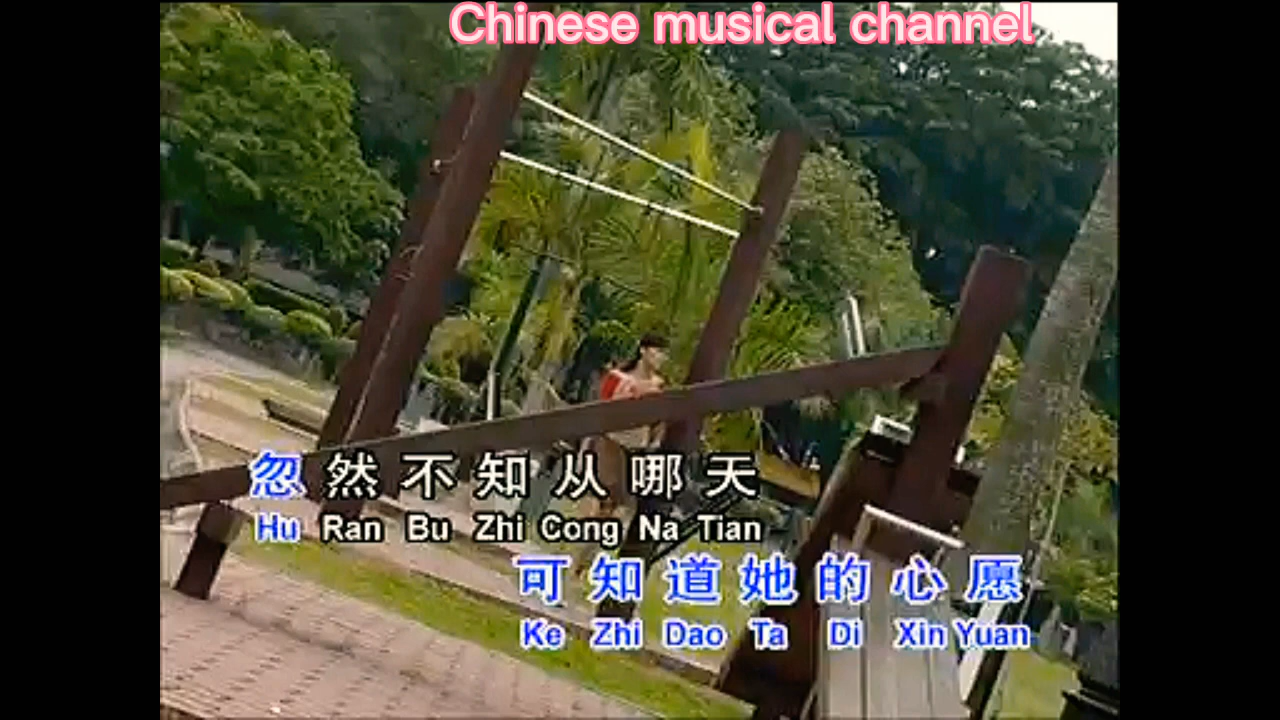 Chinese musical channel
忽然不知从哪天
Hu Ran Bu Zhi Cong Na Tian
可知道她的心愿
Ke Zhi Dao Ta Di Xin Yuan